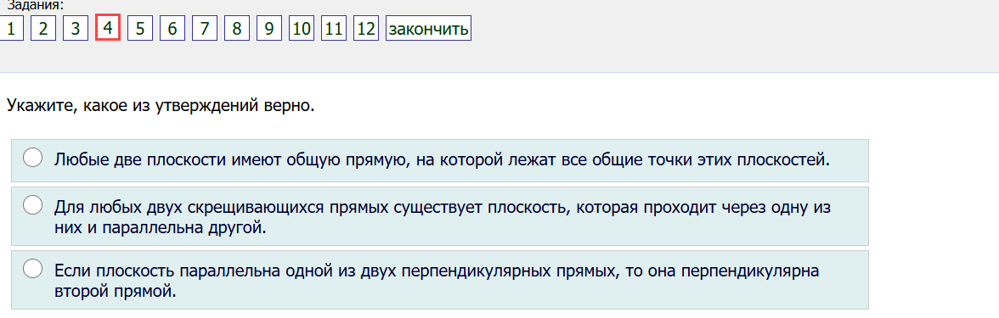 Задания:
1 2 3 4 5 6 7 8 9 10 11 12 закончить
Укажите, какое из утверждений верно.
Любые две плоскости имеют общую прямую, на которой лежат все общие точки этих плоскостей.
Для любых двух скрещивающихся прямых существует плоскость, которая проходит через одну из
них и параллельна другой.
Если плоскость параллельна одной из двух перпендикулярных прямых, то она перпендикулярна
второй прямой.